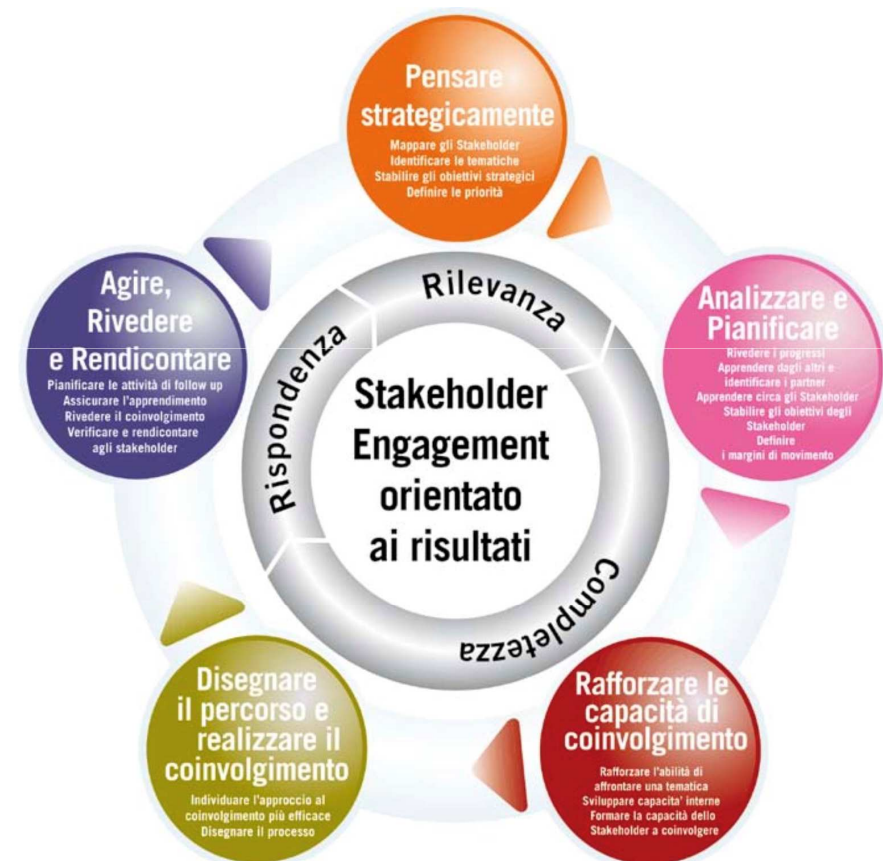 Pensare
strategicamente
Mappare gli Stakeholder
Identificare le tematiche
Stabilire gli obiettivi strategici
Definire le priorità
Analizzare e
Pianificare
Rivedere i progressi
Apprendere dagli altri e
identificare i partner
Apprendere circa gli Stakeholder
Stabilire gli obiettivi degli
Stakeholder
Definire
i margini di movimento
Rafforzare le
capacità di
coinvolgimento
Rafforzare l'abilità di
affrontare una tematica
Sviluppare capacita' interne
Formare la capacità dello
Stakeholder a coinvolgere
Disegnare
il percorso e
realizzare il
coinvolgimento
Individuare l'approccio al
coinvolgimento più efficace
Disegnare il processo
Agire,
Rivedere
e Rendicontare
Pianificare le attività di follow up
Assicurare l'apprendimento
Rivedere il coinvolgimento
Verificare e rendicontare
agli stakeholder
Rilevanza
Completezza
Rispondenza
Stakeholder
Engagement
orientato
ai risultati